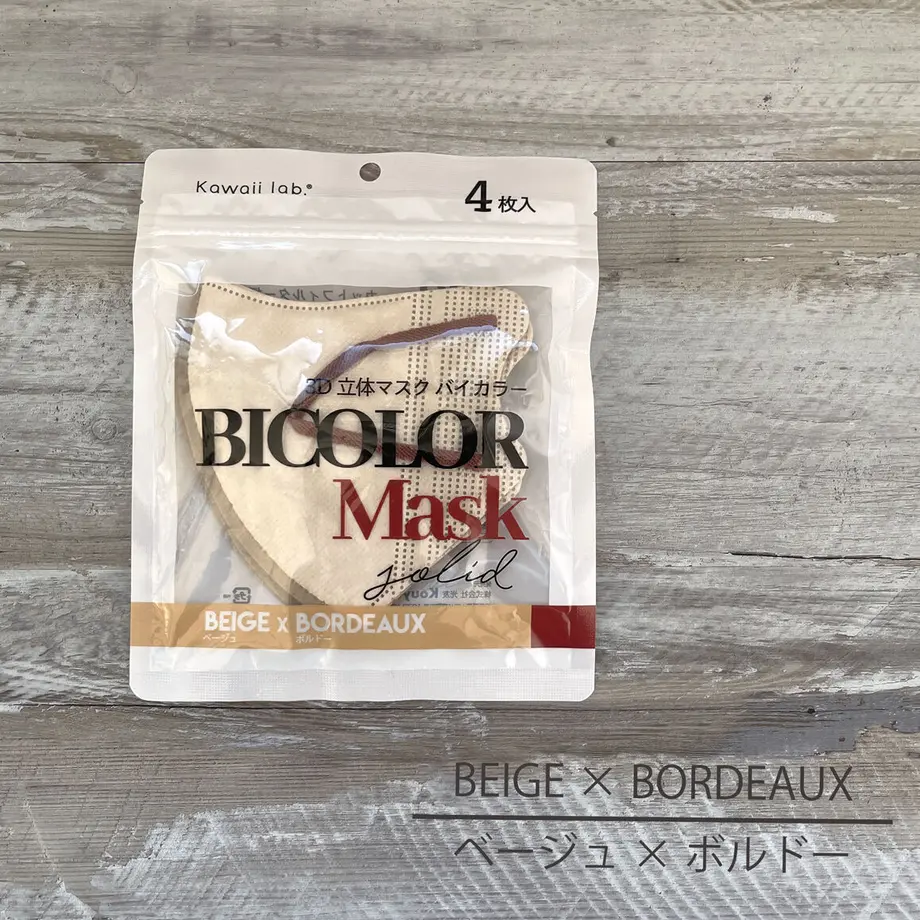 Kawaii lab.®
4枚入
3D 立体マスク バイカラー
BICOLOR
Mask
solid
BEIGE x BORDEAUX
ベージュ ボルドー
BEIGE × BORDEAUX
ベージュ × ボルドー